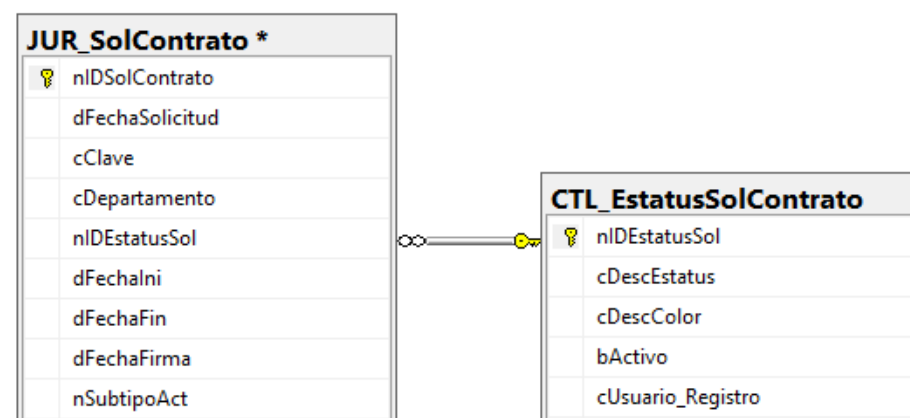 JUR_SolContrato *
nIDSolContrato
dFechaSolicitud
cClave
cDepartamento
nIDEstatusSol
dFechaIni
dFechaFin
dFechaFirma
nSubtipoAct
CTL_EstatusSolContrato
nIDEstatusSol
cDescEstatus
cDescColor
bActivo
cUsuario_Registro